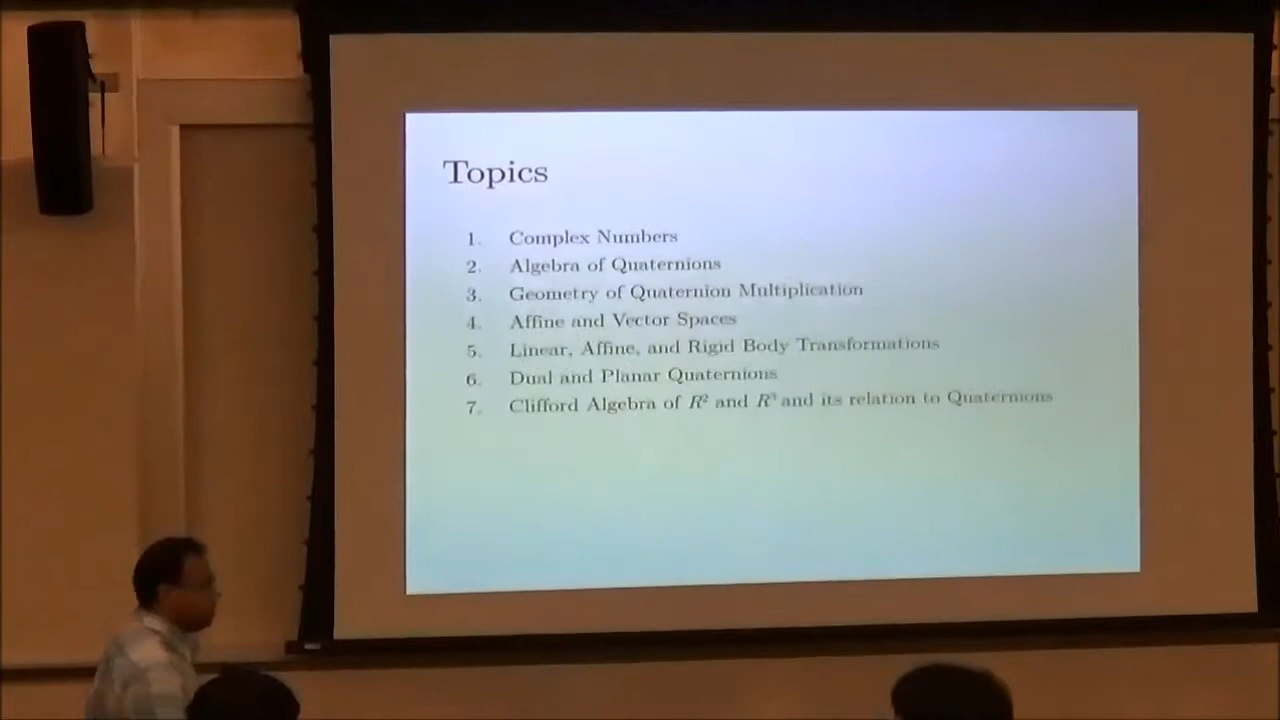 Topics
1. Complex Numbers
2. Algebra of Quaternions
3. Geometry of Quaternion Multiplication
4. Affine and Vector Spaces
5. Linear, Affine, and Rigid Body Transformations
6. Dual and Planar Quaternions
7. Clifford Algebra of R² and R³ and its relation to Quaternions